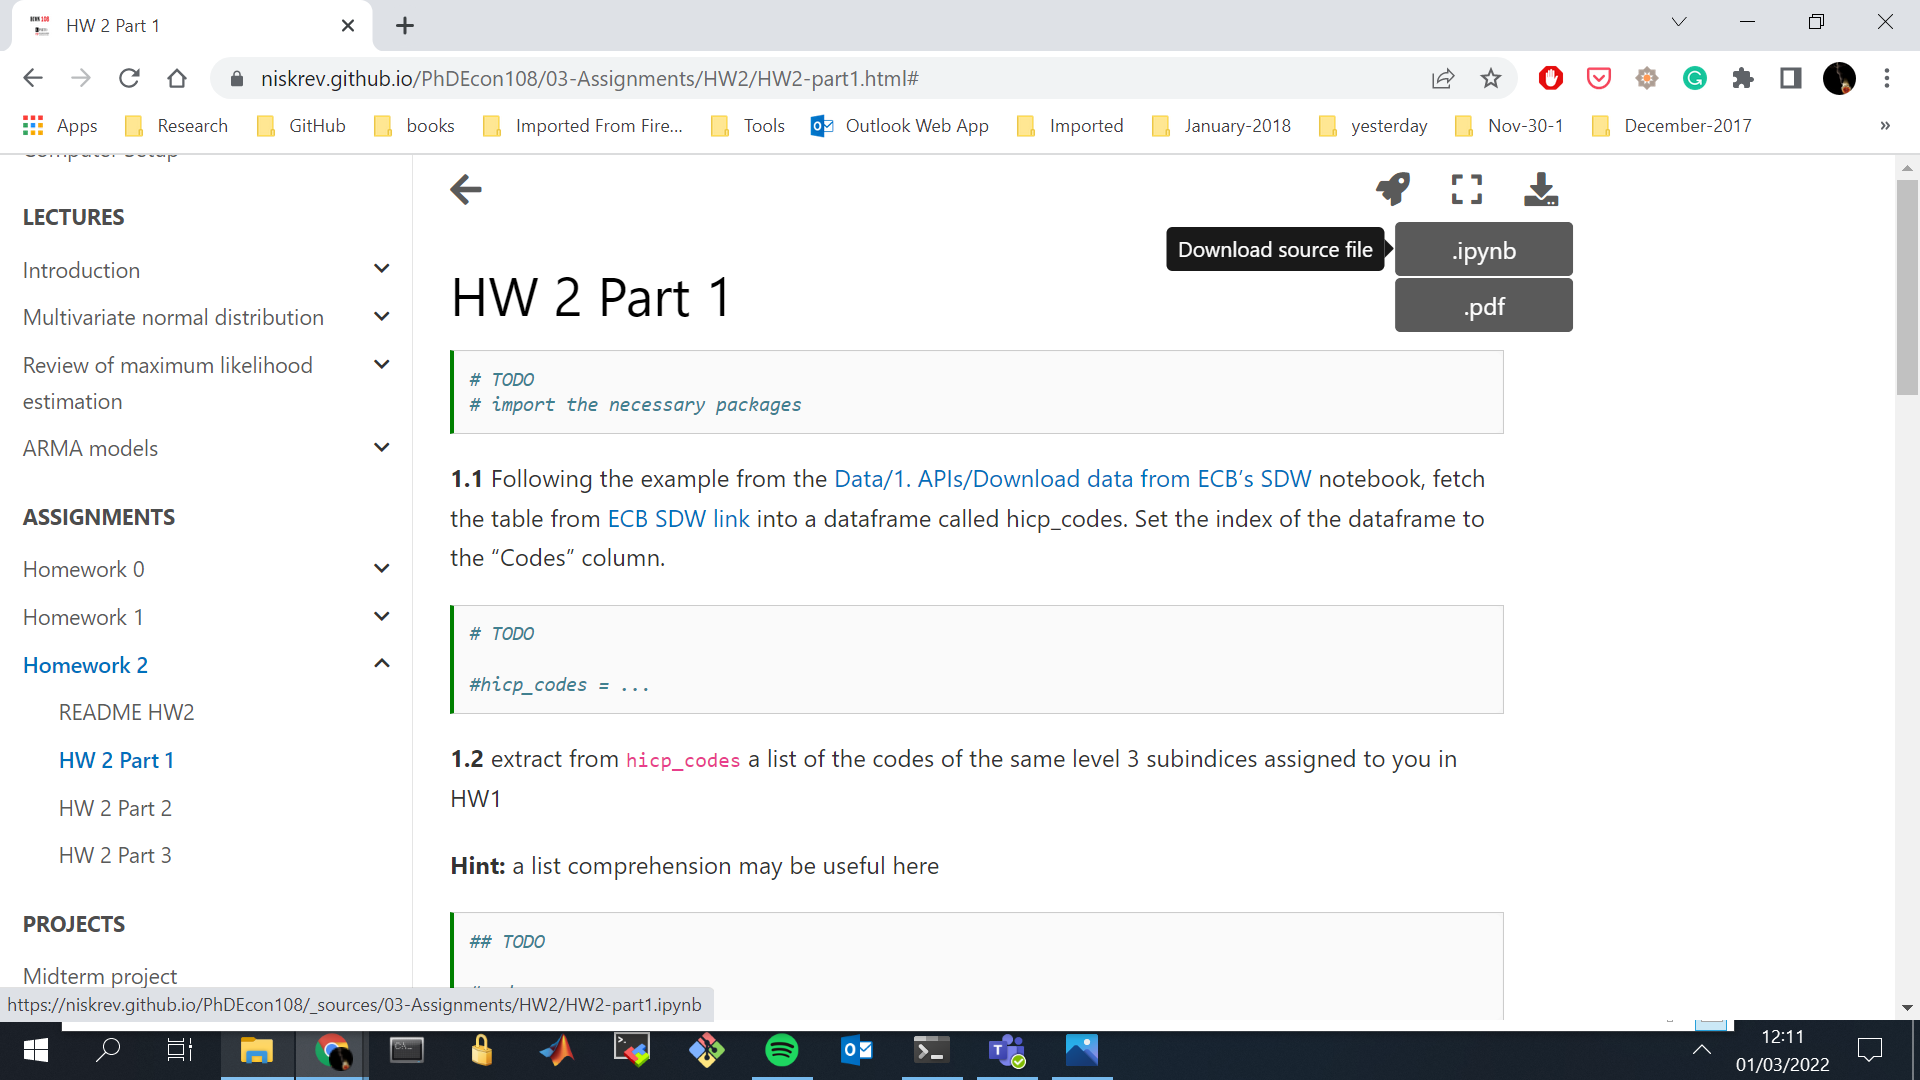 HW 2 Part 1
niskrev.github.io/PhDEcon108/03-Assignments/HW2/HW2-part1.html#
Apps
Research
GitHub
books
Imported From Fire...
Tools
Outlook Web App
Imported
January-2018
yesterday
Nov-30-1
December-2017
»
Computer Setup
LECTURES
Introduction
Multivariate normal distribution
Review of maximum likelihood
estimation
ARMA models
ASSIGNMENTS
Homework 0
Homework 1
Homework 2
README HW2
HW 2 Part 1
HW 2 Part 2
HW 2 Part 3
PROJECTS
Midterm project
https://niskrev.github.io/PhDEcon108/_sources/03-Assignments/HW2/HW2-part1.ipynb
Download source file
.ipynb
.pdf
HW 2 Part 1
# TODO
# import the necessary packages
1.1 Following the example from the Data/1. APIs/Download data from ECB’s SDW notebook, fetch
the table from ECB SDW link into a dataframe called hicp_codes. Set the index of the dataframe to
the “Codes” column.
# TODO
#hicp_codes = ...
1.2 extract from hicp_codes a list of the codes of the same level 3 subindices assigned to you in
HW1
Hint: a list comprehension may be useful here
## TODO
12:11
01/03/2022